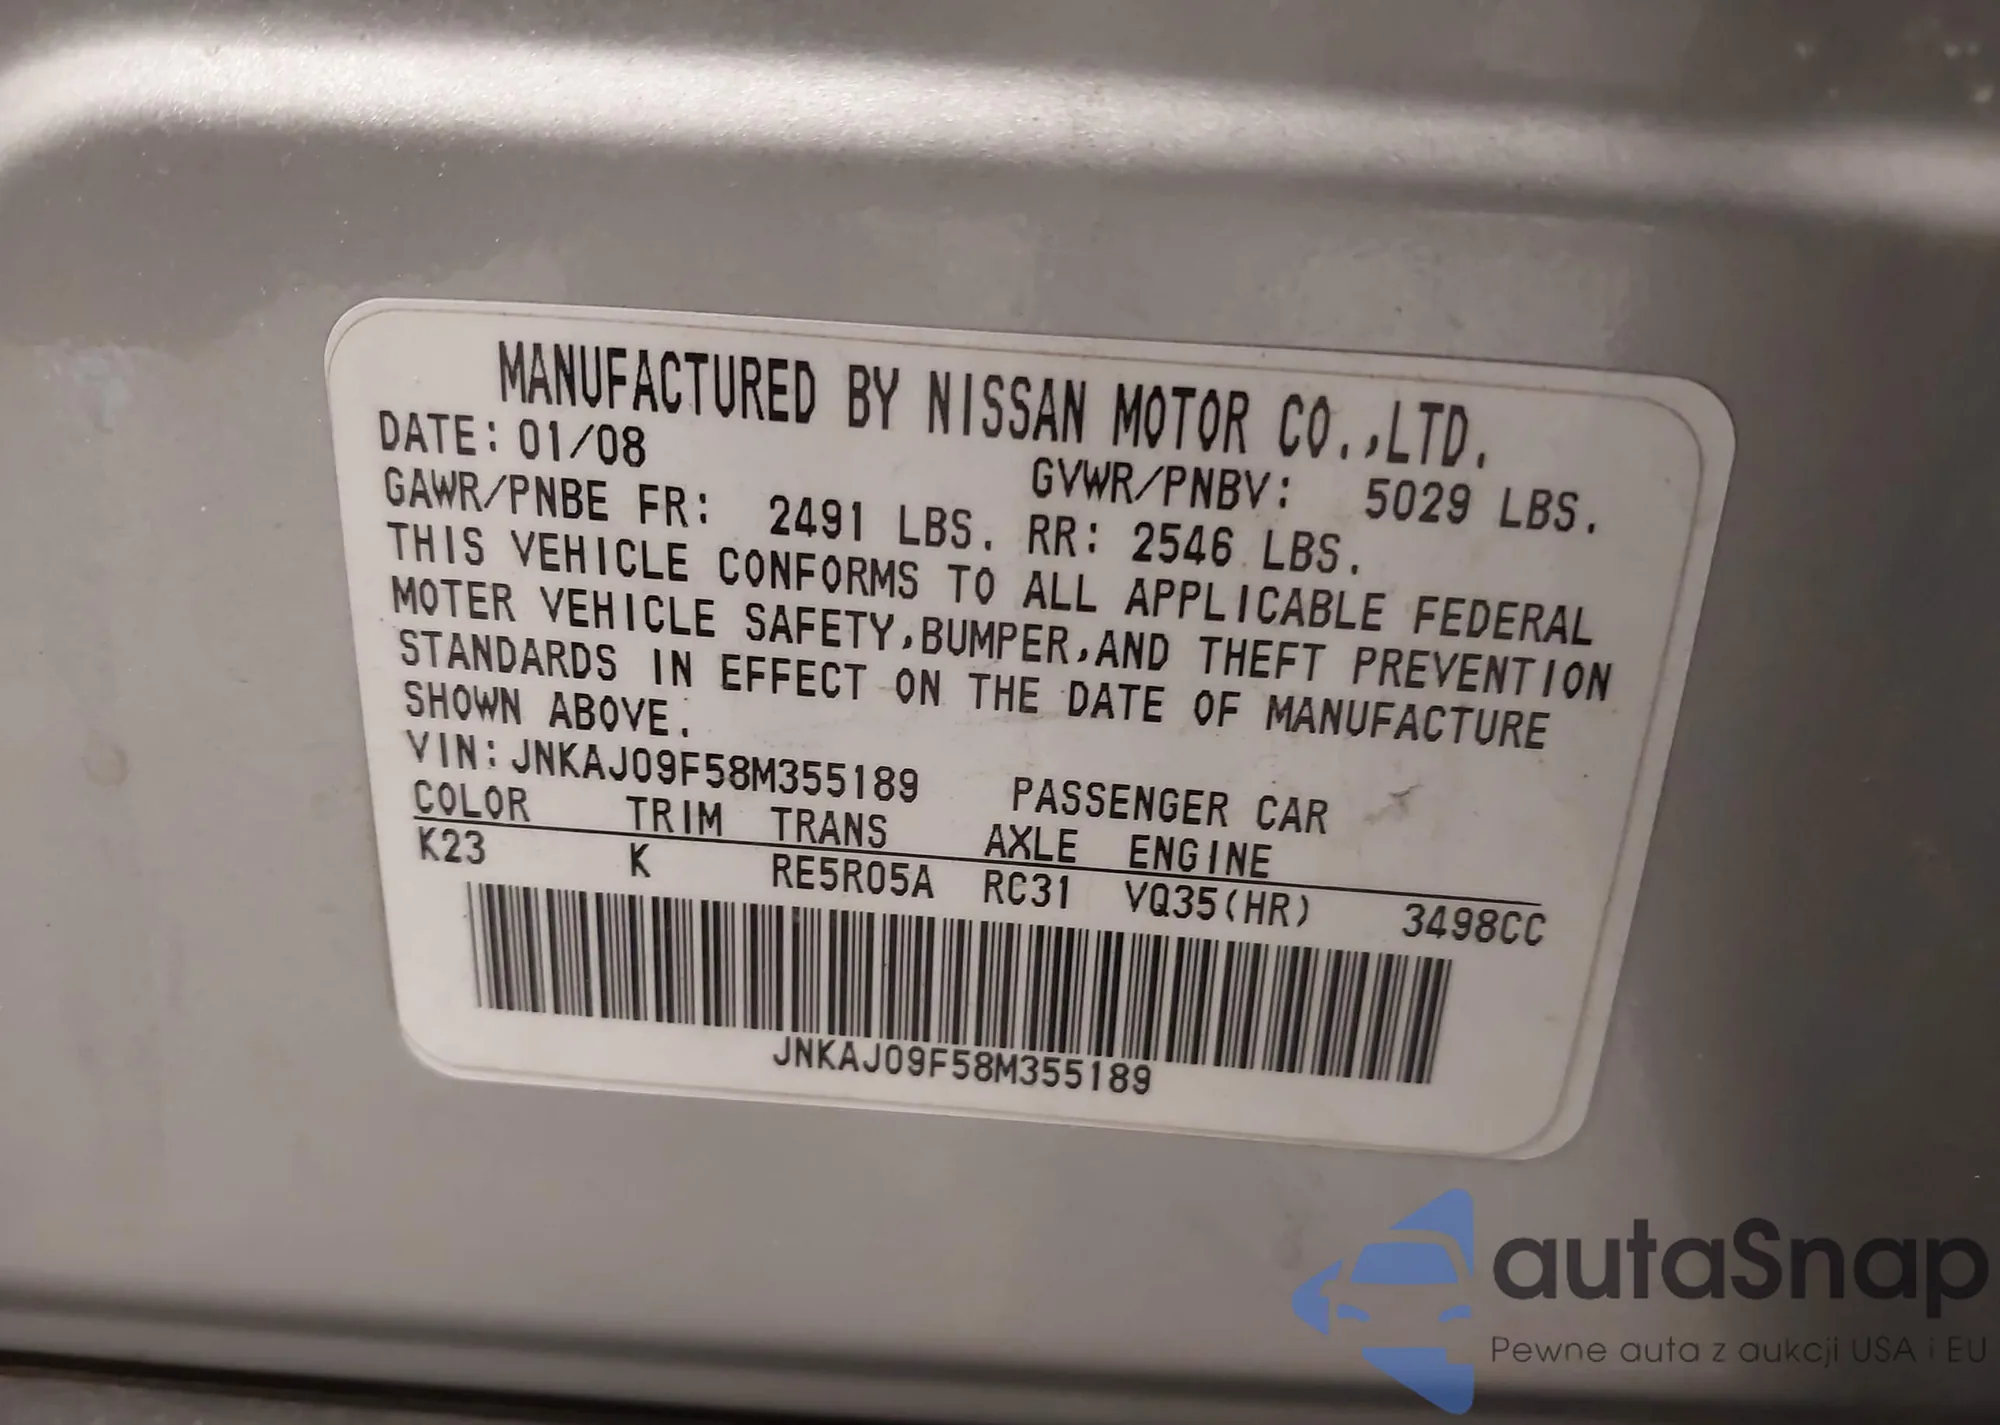 MANUFACTURED BY NISSAN MOTOR CO.,LTD.
DATE: 01/08 GVWR/PNBV: 5029 LBS.
GAWR/PNBE FR: 2491 LBS. RR: 2546 LBS.
THIS VEHICLE CONFORMS TO ALL APPLICABLE FEDERAL
MOTER VEHICLE SAFETY,BUMPER,AND THEFT PREVENTION
STANDARDS IN EFFECT ON THE DATE OF MANUFACTURE
SHOWN ABOVE.
VIN:JNKAJ09F58M355189 PASSENGER CAR
COLOR TRIM TRANS AXLE ENGINE
K23 K RE5R05A RC31 VQ35(HR) 3498CC
JNKAJ09F58M355189
autaSnap
Pewne auta z aukcji USA i EU